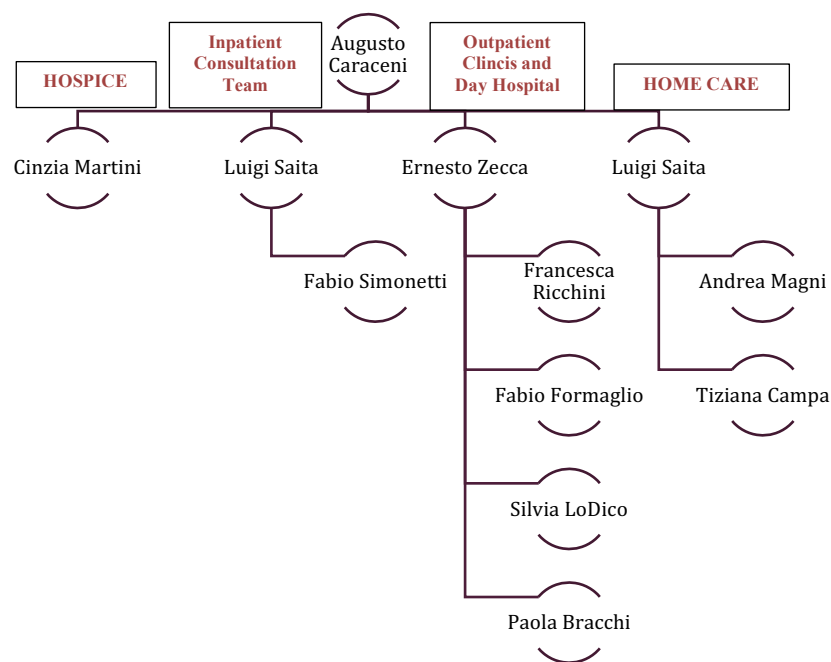 HOSPICE
Inpatient
Consultation
Team
Augusto
Caraceni
Outpatient
Clincis and
Day Hospital
HOME CARE
Cinzia Martini
Luigi Saita
Ernesto Zecca
Luigi Saita
Fabio Simonetti
Francesca
Ricchini
Andrea Magni
Fabio Formaglio
Tiziana Campa
Silvia LoDico
Paola Bracchi